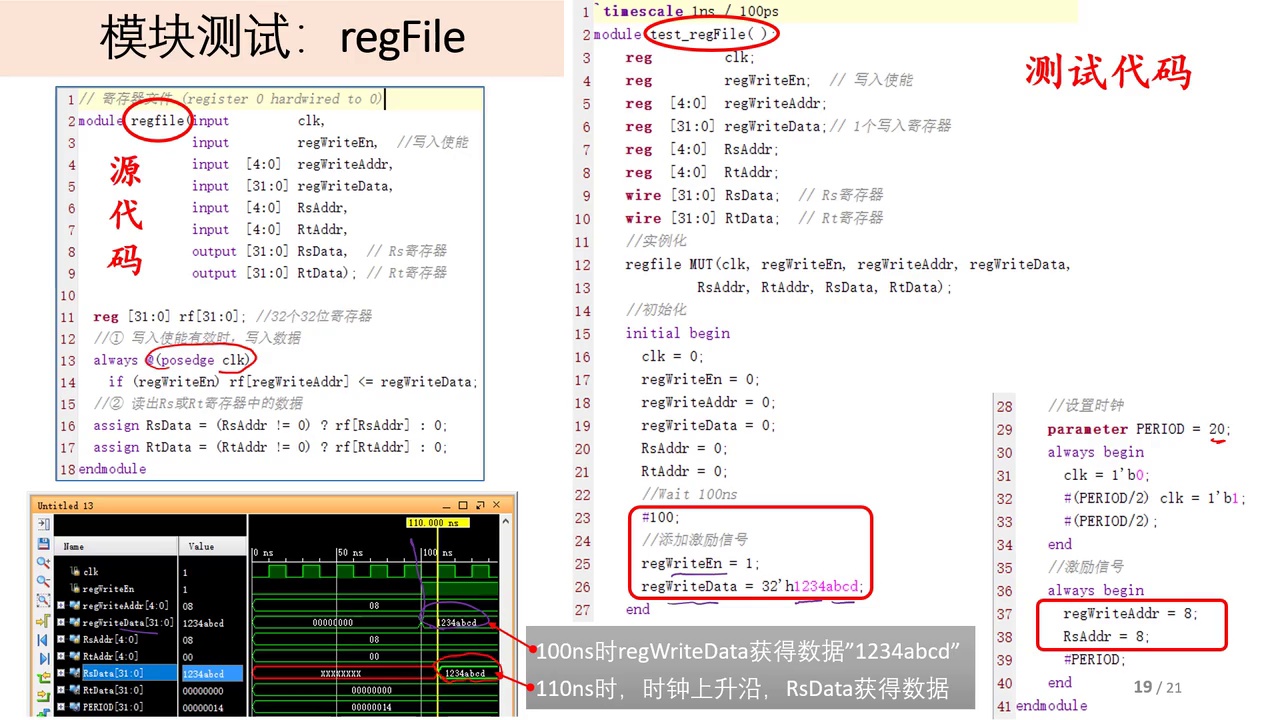 模块测试：regFile
1 // 寄存器文件 (register 0 hardwired to 0)
2 module regfile(input clk,
3 input regWriteEn, //写入使能
4 input [4:0] regWriteAddr,
5 input [31:0] regWriteData,
6 input [4:0] RsAddr,
7 input [4:0] RtAddr,
8 output [31:0] RsData, // Rs寄存器
9 output [31:0] RtData); // Rt寄存器
10
11 reg [31:0] rf[31:0]; //32个32位寄存器
12 //① 写入使能有效时，写入数据
13 always @(posedge clk)
14 if (regWriteEn) rf[regWriteAddr] <= regWriteData;
15 //② 读出Rs或Rt寄存器中的数据
16 assign RsData = (RsAddr != 0) ? rf[RsAddr] : 0;
17 assign RtData = (RtAddr != 0) ? rf[RtAddr] : 0;
18 endmodule
源代码
Untitled 13
110.000 ns
Name Value
0 ns 50 ns 100 ns
clk 1
regWriteEn 1
regWriteAddr[4:0] 08 08
regWriteData[31:0] 1234abcd 00000000 1234abcd
RsAddr[4:0] 08 08
RtAddr[4:0] 00 00
RsData[31:0] 1234abcd XXXXXXXX 1234abcd
RtData[31:0] 00000000 00000000
PERIOD[31:0] 00000014 00000014
100ns时regWriteData获得数据”1234abcd”
110ns时，时钟上升沿，RsData获得数据
测试代码
1 `timescale 1ns / 100ps
2 module test_regFile( );
3 reg clk;
4 reg regWriteEn; // 写入使能
5 reg [4:0] regWriteAddr;
6 reg [31:0] regWriteData;// 1个写入寄存器
7 reg [4:0] RsAddr;
8 reg [4:0] RtAddr;
9 wire [31:0] RsData; // Rs寄存器
10 wire [31:0] RtData; // Rt寄存器
11 //实例化
12 regfile MUT(clk, regWriteEn, regWriteAddr, regWriteData,
13 RsAddr, RtAddr, RsData, RtData);
14 //初始化
15 initial begin
16 clk = 0;
17 regWriteEn = 0;
18 regWriteAddr = 0;
19 regWriteData = 0;
20 RsAddr = 0;
21 RtAddr = 0;
22 //Wait 100ns
23 #100;
24 //添加激励信号
25 regWriteEn = 1;
26 regWriteData = 32'h1234abcd;
27 end
28 //设置时钟
29 parameter PERIOD = 20;
30 always begin
31 clk = 1'b0;
32 #(PERIOD/2) clk = 1'b1;
33 #(PERIOD/2);
34 end
35 //激励信号
36 always begin
37 regWriteAddr = 8;
38 RsAddr = 8;
39 #PERIOD;
40 end
41 endmodule
19 / 21